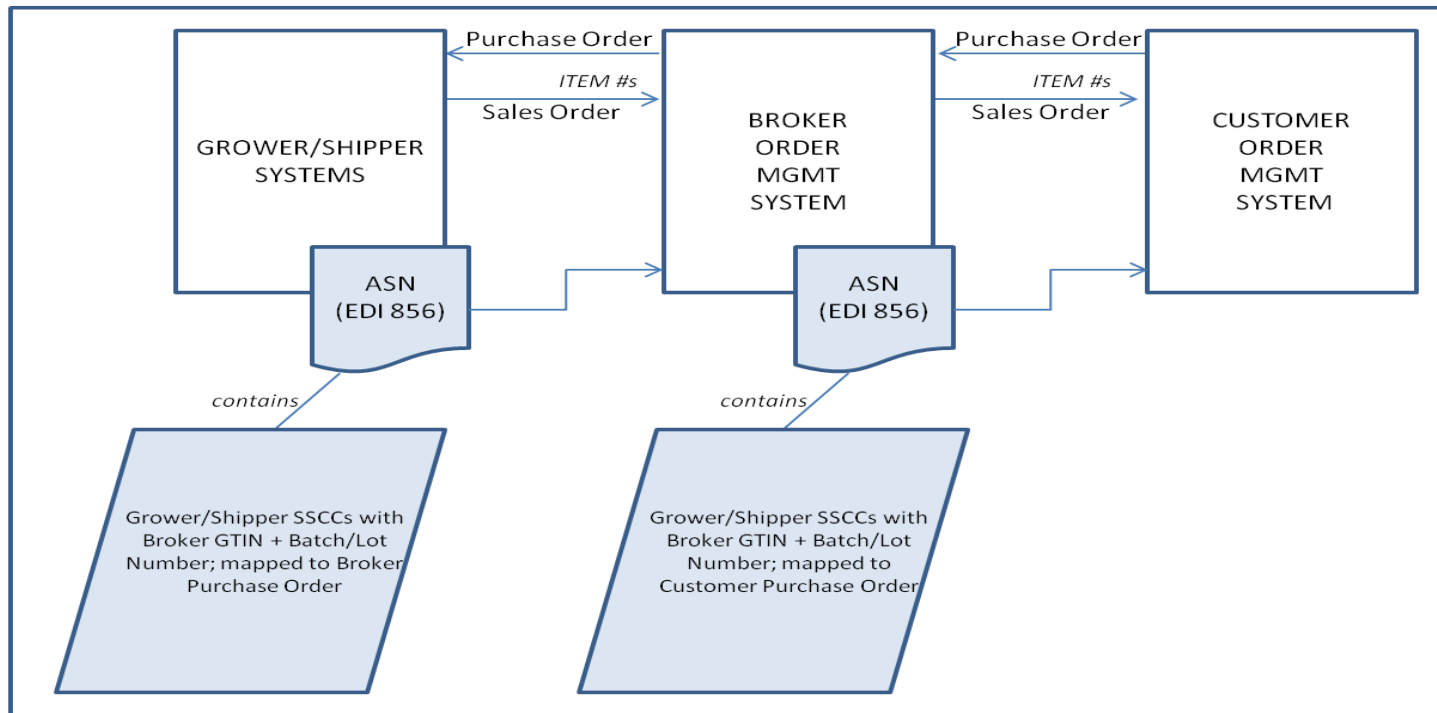 Purchase Order
Purchase Order
ITEM #s
ITEM #s
Sales Order
Sales Order
GROWER/SHIPPER
SYSTEMS
BROKER
ORDER
MGMT
SYSTEM
CUSTOMER
ORDER
MGMT
SYSTEM
ASN
(EDI 856)
ASN
(EDI 856)
contains
contains
Grower/Shipper SSCCs with
Broker GTIN + Batch/Lot
Number; mapped to Broker
Purchase Order
Grower/Shipper SSCCs with
Broker GTIN + Batch/Lot
Number; mapped to
Customer Purchase Order